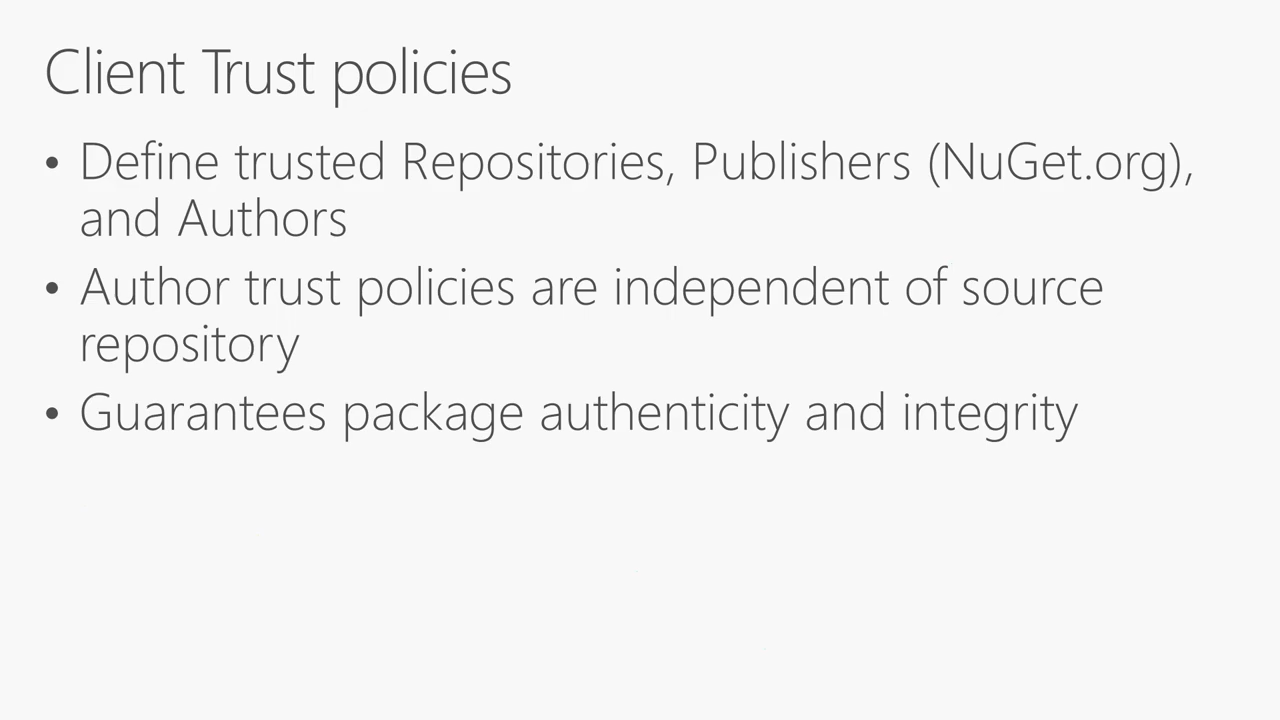 Client Trust policies
• Define trusted Repositories, Publishers (NuGet.org),
and Authors
• Author trust policies are independent of source
repository
• Guarantees package authenticity and integrity